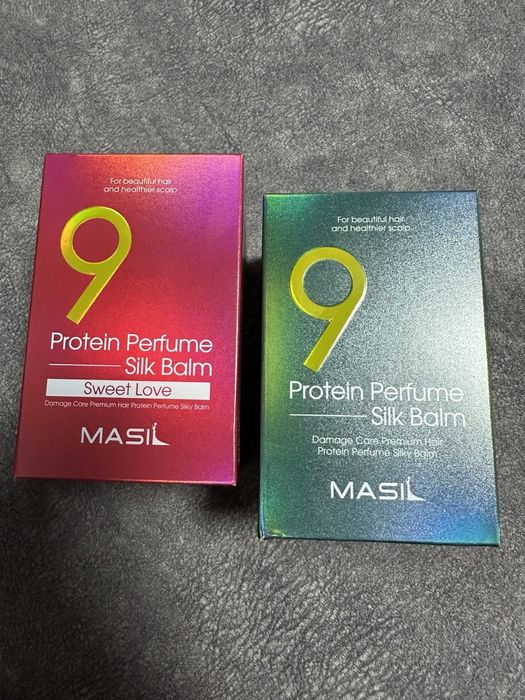 For beautiful hair
and healthier scalp
9
Protein Perfume
Silk Balm
Sweet Love
Damage Care Premium Hair Protein Perfume Silky Balm
MASIL
For beautiful hair
and healthier scalp
9
Protein Perfume
Silk Balm
Damage Care Premium Hair
Protein Perfume Silky Balm
MASIL